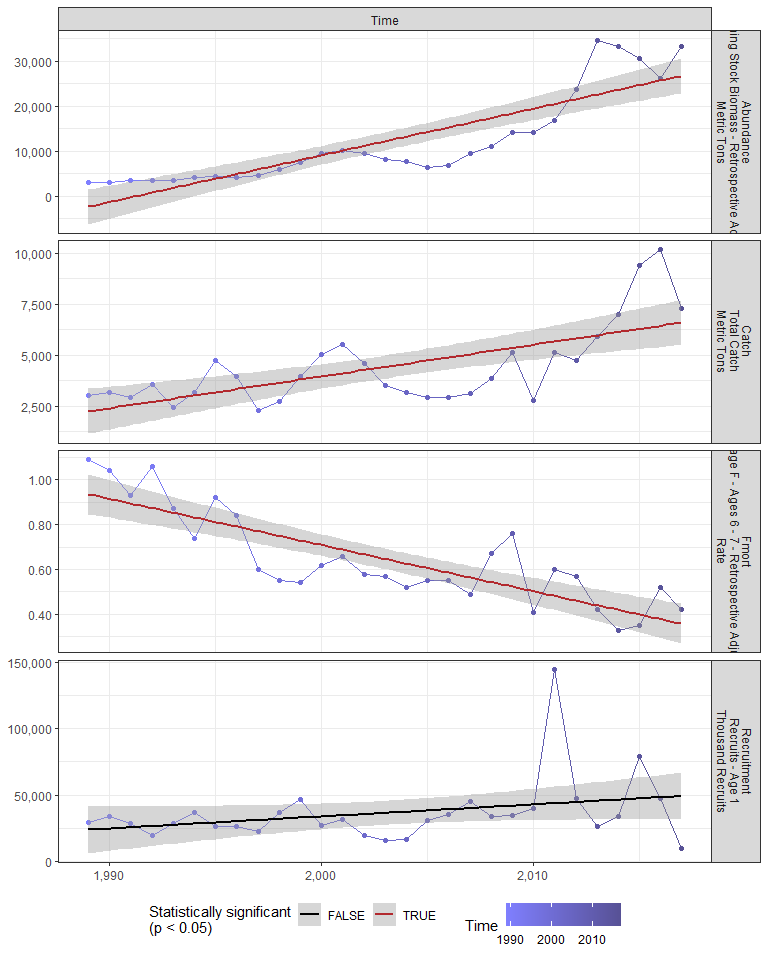 Time
30,000
20,000
10,000
0
Abundance
ing Stock Biomass - Retrospective Ad
Metric Tons
10,000
7,500
5,000
2,500
Catch
Total Catch
Metric Tons
1.00
0.80
0.60
0.40
Fmort
age F - Ages 6 - 7 - Retrospective Adju
Rate
150,000
100,000
50,000
0
Recruitment
Recruits - Age 1
Thousand Recruits
1,990
2,000
2,010
Statistically significant
(p < 0.05)
FALSE
TRUE
Time
1990 2000 2010